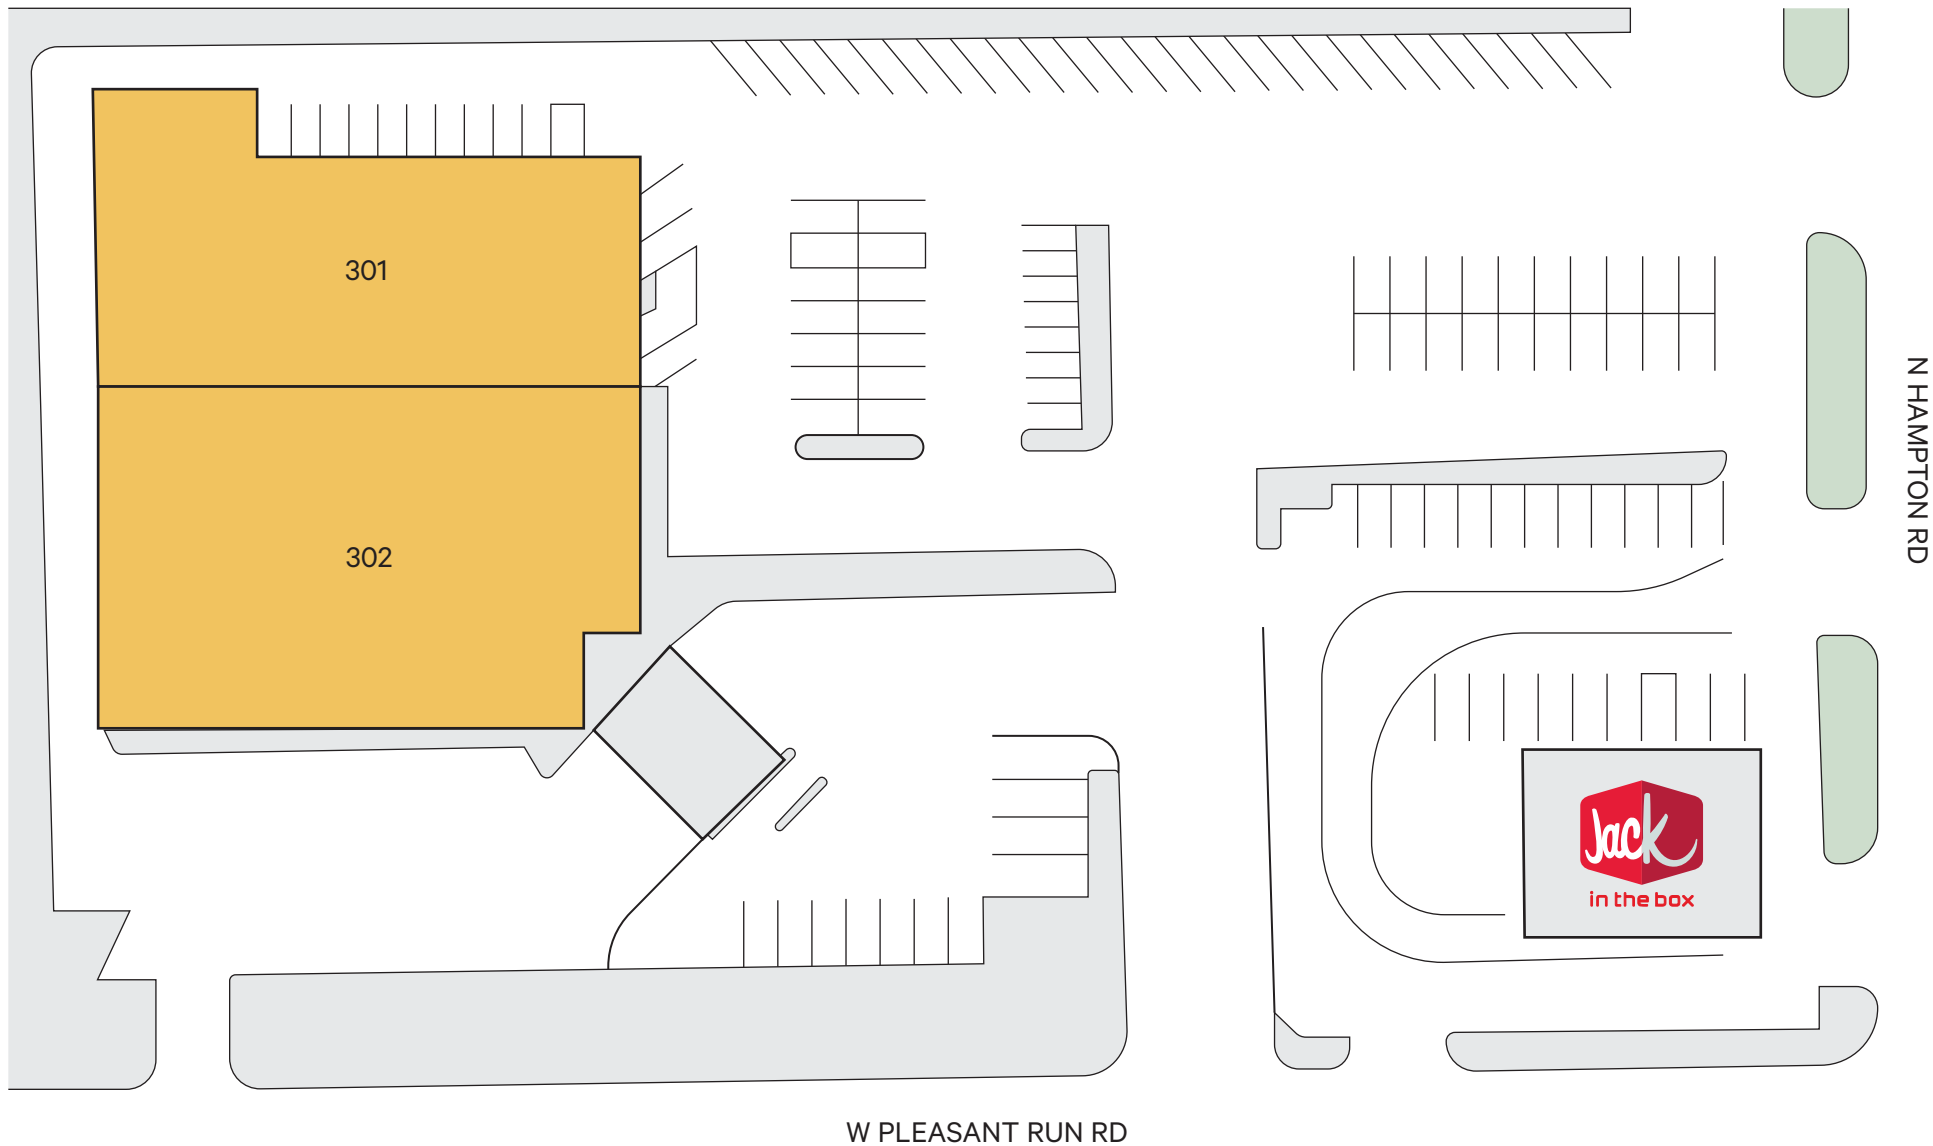 301
302
N HAMPTON RD
Jack
in the box
W PLEASANT RUN RD